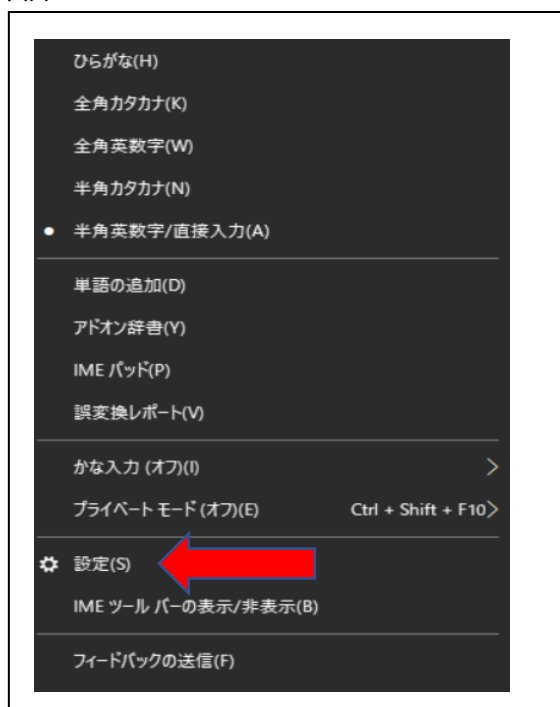 ひらがな(H)
全角カタカナ(K)
全角英数字(W)
半角カタカナ(N)
半角英数字/直接入力(A)
単語の追加(D)
アドオン辞書(Y)
IME パッド(P)
誤変換レポート(V)
かな入力 (オフ)(I)
プライベート モード (オフ)(E) Ctrl + Shift + F10
設定(S)
IME ツール バーの表示/非表示(B)
フィードバックの送信(F)